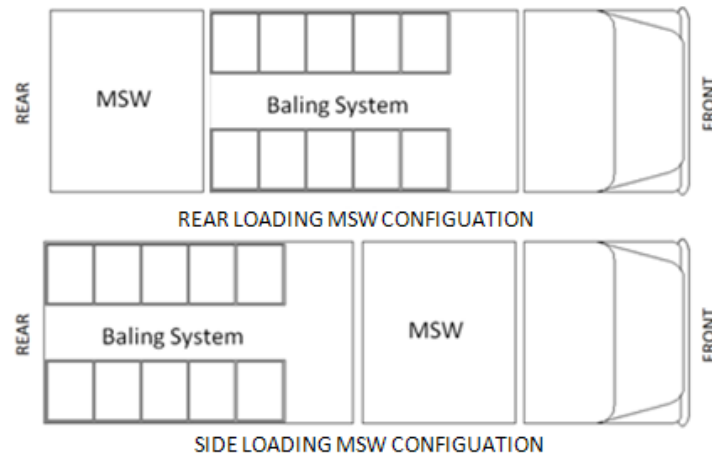 REAR
MSW
Baling System
FRONT
REAR LOADING MSW CONFIGUATION
REAR
Baling System
MSW
FRONT
SIDE LOADING MSW CONFIGUATION